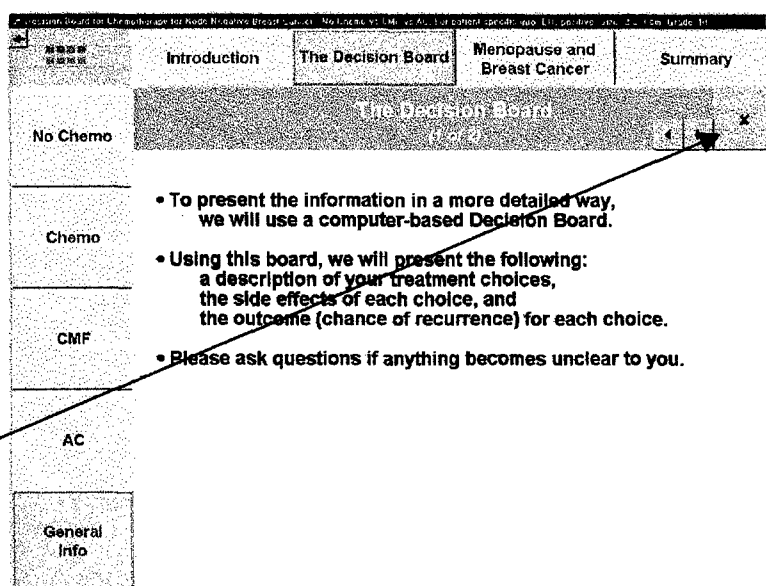 Introduction
The Decision Board
Menopause and
Breast Cancer
Summary
The Decision Board
(1 of 2)
No Chemo
Chemo
CMF
AC
General
Info
• To present the information in a more detailed way,
we will use a computer-based Decision Board.
• Using this board, we will present the following:
a description of your treatment choices,
the side effects of each choice, and
the outcome (chance of recurrence) for each choice.
• Please ask questions if anything becomes unclear to you.